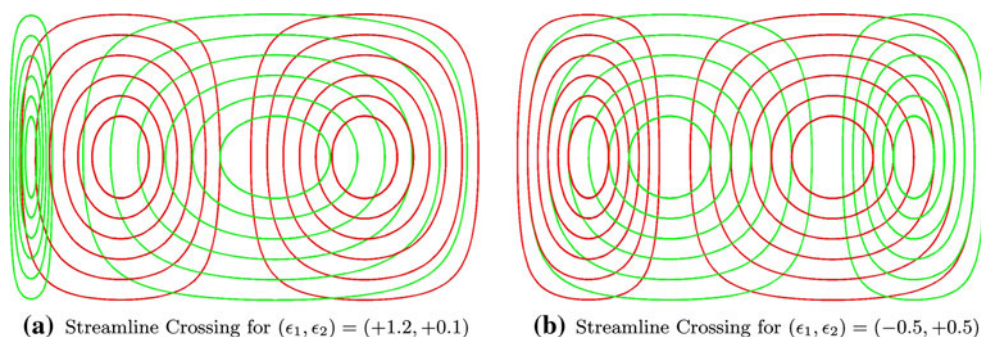 (a) Streamline Crossing for (ϵ₁, ϵ₂) = (+1.2, +0.1)
(b) Streamline Crossing for (ϵ₁, ϵ₂) = (−0.5, +0.5)